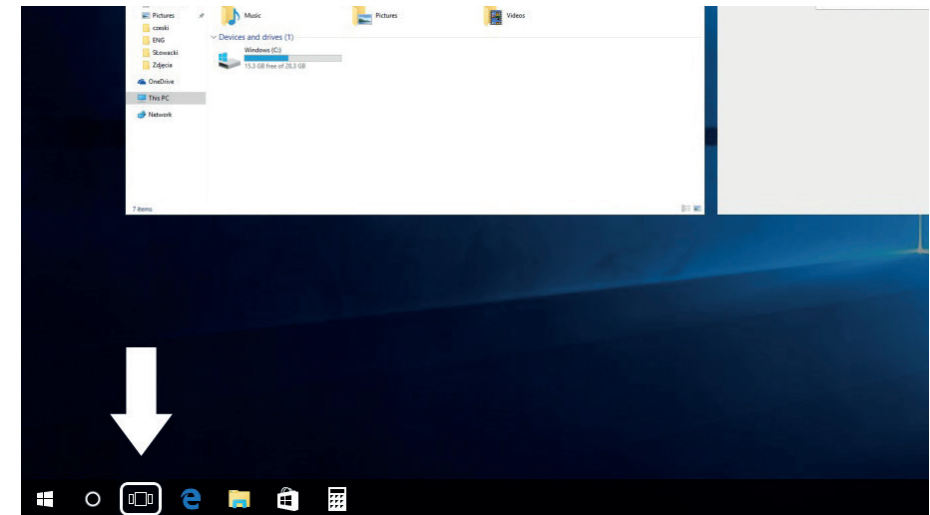 Pictures
czeski
ENG
Słowacki
Zdjęcia
OneDrive
This PC
Network
Music
Pictures
Videos
Devices and drives (1)
Windows (C:)
15.3 GB free of 28.3 GB
7 items